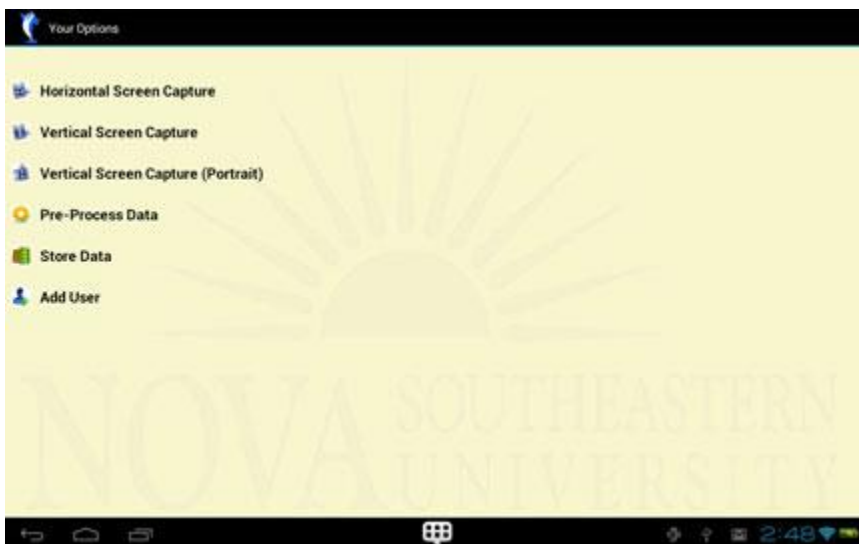 Your Options
Horizontal Screen Capture
Vertical Screen Capture
Vertical Screen Capture (Portrait)
Pre-Process Data
Store Data
Add User
NOVA SOUTHEASTERN
UNIVERSITY
2:48